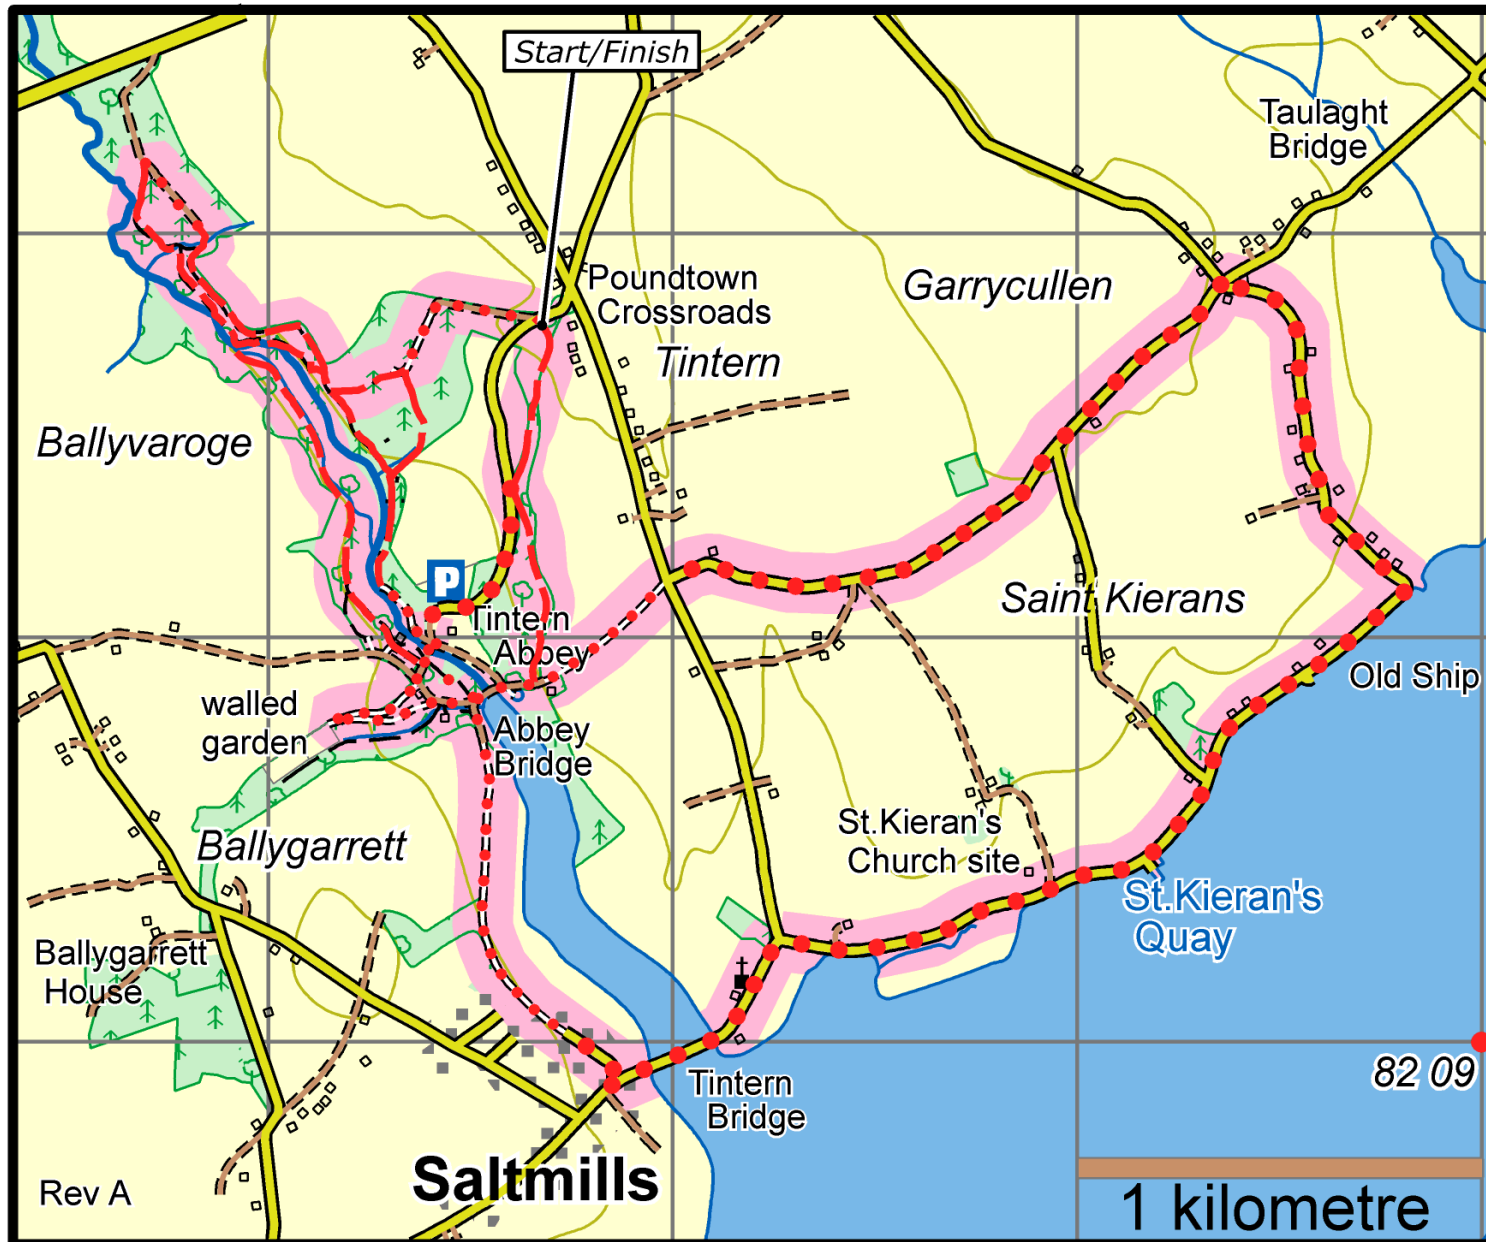 Start/Finish
Taulaght
Bridge
Poundtown
Crossroads
Garrycullen
Tintern
Ballyvaroge
P
Tintern
Abbey
Saint Kierans
Old Ship
walled
garden
Abbey
Bridge
St.Kieran's
Church site
Ballygarrett
St.Kieran's
Quay
Ballygarrett
House
82 09
Tintern
Bridge
Saltmills
Rev A
1 kilometre